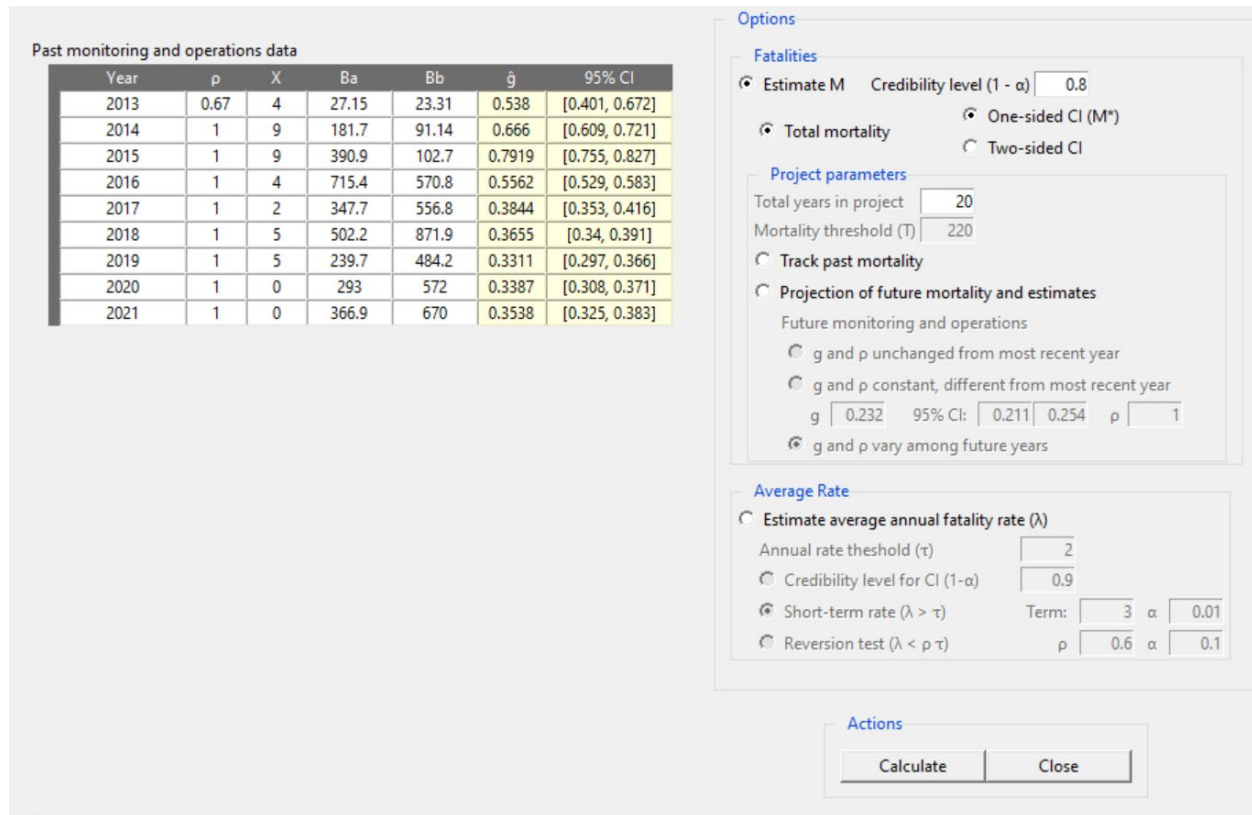 Past monitoring and operations data
Year ρ X Ba Bb ĝ 95% CI
2013 0.67 4 27.15 23.31 0.538 [0.401, 0.672]
2014 1 9 181.7 91.14 0.666 [0.609, 0.721]
2015 1 9 390.9 102.7 0.7919 [0.755, 0.827]
2016 1 4 715.4 570.8 0.5562 [0.529, 0.583]
2017 1 2 347.7 556.8 0.3844 [0.353, 0.416]
2018 1 5 502.2 871.9 0.3655 [0.34, 0.391]
2019 1 5 239.7 484.2 0.3311 [0.297, 0.366]
2020 1 0 293 572 0.3387 [0.308, 0.371]
2021 1 0 366.9 670 0.3538 [0.325, 0.383]
Options
Fatalities
Estimate M Credibility level (1 - α) 0.8
Total mortality
One-sided CI (M*)
Two-sided CI
Project parameters
Total years in project 20
Mortality threshold (T) 220
Track past mortality
Projection of future mortality and estimates
Future monitoring and operations
g and ρ unchanged from most recent year
g and ρ constant, different from most recent year
g 0.232 95% CI: 0.211 0.254 ρ 1
g and ρ vary among future years
Average Rate
Estimate average annual fatality rate (λ)
Annual rate theshold (τ) 2
Credibility level for CI (1-α) 0.9
Short-term rate (λ > τ) Term: 3 α 0.01
Reversion test (λ < ρ τ) ρ 0.6 α 0.1
Actions
Calculate Close